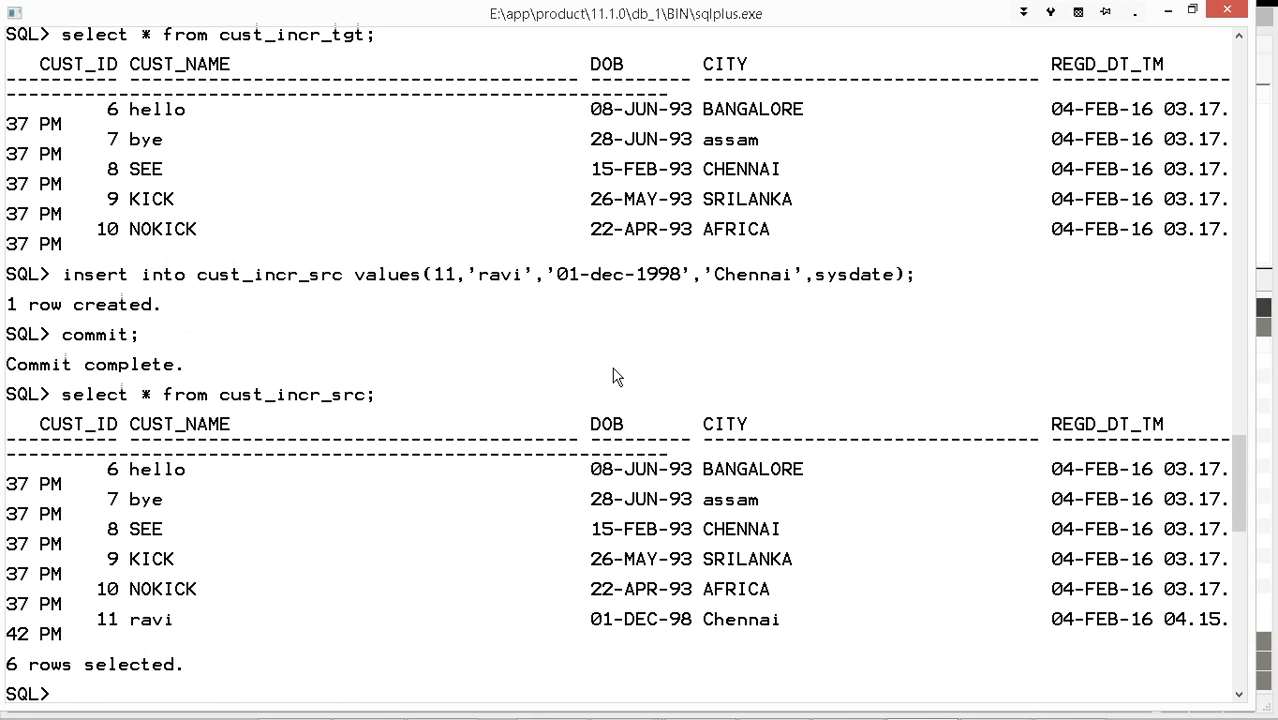 E:\app\product\11.1.0\db_1\BIN\sqlplus.exe
SQL> select * from cust_incr_tgt;
CUST_ID CUST_NAME DOB CITY REGD_DT_TM
---------- ---------------------------------------- --------- ------------------------------ ----------------
-----------------------------------------------------------
6 hello 08-JUN-93 BANGALORE 04-FEB-16 03.17.
37 PM
7 bye 28-JUN-93 assam 04-FEB-16 03.17.
37 PM
8 SEE 15-FEB-93 CHENNAI 04-FEB-16 03.17.
37 PM
9 KICK 26-MAY-93 SRILANKA 04-FEB-16 03.17.
37 PM
10 NOKICK 22-APR-93 AFRICA 04-FEB-16 03.17.
37 PM
SQL> insert into cust_incr_src values(11,'ravi','01-dec-1998','Chennai',sysdate);
1 row created.
SQL> commit;
Commit complete.
SQL> select * from cust_incr_src;
CUST_ID CUST_NAME DOB CITY REGD_DT_TM
---------- ---------------------------------------- --------- ------------------------------ ----------------
-----------------------------------------------------------
6 hello 08-JUN-93 BANGALORE 04-FEB-16 03.17.
37 PM
7 bye 28-JUN-93 assam 04-FEB-16 03.17.
37 PM
8 SEE 15-FEB-93 CHENNAI 04-FEB-16 03.17.
37 PM
9 KICK 26-MAY-93 SRILANKA 04-FEB-16 03.17.
37 PM
10 NOKICK 22-APR-93 AFRICA 04-FEB-16 03.17.
37 PM
11 ravi 01-DEC-98 Chennai 04-FEB-16 04.15.
42 PM
6 rows selected.
SQL>